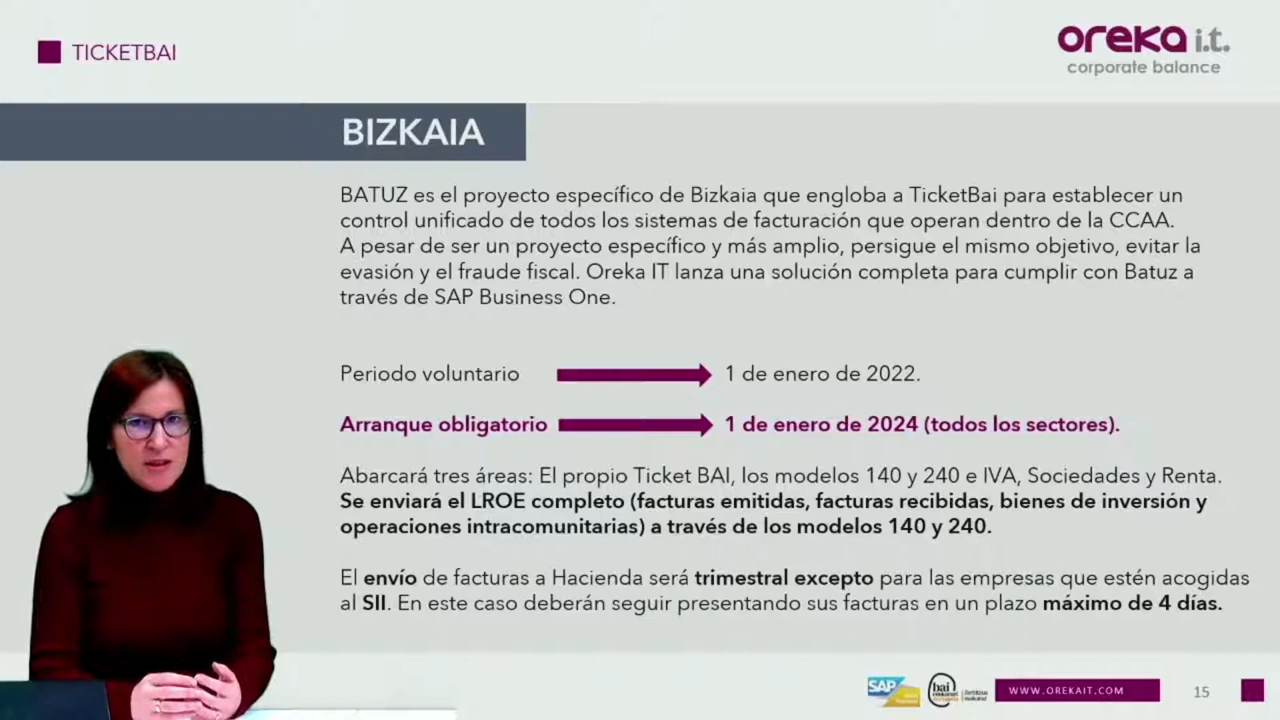 TICKETBAI
oreka i.t.
corporate balance
BIZKAIA
BATUZ es el proyecto específico de Bizkaia que engloba a TicketBai para establecer un
control unificado de todos los sistemas de facturación que operan dentro de la CCAA.
A pesar de ser un proyecto específico y más amplio, persigue el mismo objetivo, evitar la
evasión y el fraude fiscal. Oreka IT lanza una solución completa para cumplir con Batuz a
través de SAP Business One.
Periodo voluntario 1 de enero de 2022.
Arranque obligatorio 1 de enero de 2024 (todos los sectores).
Abarcará tres áreas: El propio Ticket BAI, los modelos 140 y 240 e IVA, Sociedades y Renta.
Se enviará el LROE completo (facturas emitidas, facturas recibidas, bienes de inversión y
operaciones intracomunitarias) a través de los modelos 140 y 240.
El envío de facturas a Hacienda será trimestral excepto para las empresas que estén acogidas
al SII. En este caso deberán seguir presentando sus facturas en un plazo máximo de 4 días.
SAP
bai
WWW.OREKAIT.COM
15